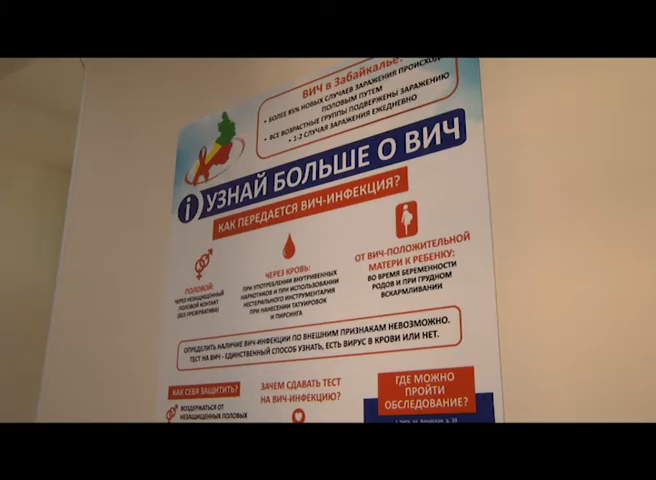 ВИЧ в Забайкалье:
• БОЛЕЕ 85% НОВЫХ СЛУЧАЕВ ЗАРАЖЕНИЯ ПРОИСХОД
ПОЛОВЫМ ПУТЕМ
• ВСЕ ВОЗРАСТНЫЕ ГРУППЫ ПОДВЕРЖЕНЫ ЗАРАЖЕНИЮ
• 1-2 СЛУЧАЯ ЗАРАЖЕНИЯ ЕЖЕДНЕВНО
i УЗНАЙ БОЛЬШЕ О ВИЧ
КАК ПЕРЕДАЕТСЯ ВИЧ-ИНФЕКЦИЯ?
ПОЛОВОЙ:
ЧЕРЕЗ НЕЗАЩИЩЕННЫЙ
ПОЛОВОЙ КОНТАКТ
(БЕЗ ПРЕЗЕРВАТИВА)
ЧЕРЕЗ КРОВЬ:
ПРИ УПОТРЕБЛЕНИИ ВНУТРИВЕННЫХ
НАРКОТИКОВ И ПРИ ИСПОЛЬЗОВАНИИ
НЕСТЕРИЛЬНОГО ИНСТРУМЕНТАРИЯ
ПРИ НАНЕСЕНИИ ТАТУИРОВОК
И ПИРСИНГА
ОТ ВИЧ-ПОЛОЖИТЕЛЬНОЙ
МАТЕРИ К РЕБЕНКУ:
ВО ВРЕМЯ БЕРЕМЕННОСТИ
РОДОВ И ПРИ ГРУДНОМ
ВСКАРМЛИВАНИИ
ОПРЕДЕЛИТЬ НАЛИЧИЕ ВИЧ-ИНФЕКЦИИ ПО ВНЕШНИМ ПРИЗНАКАМ НЕВОЗМОЖНО.
ТЕСТ НА ВИЧ - ЕДИНСТВЕННЫЙ СПОСОБ УЗНАТЬ, ЕСТЬ ВИРУС В КРОВИ ИЛИ НЕТ.
КАК СЕБЯ ЗАЩИТИТЬ?
ВОЗДЕРЖАТЬСЯ ОТ
НЕЗАЩИЩЕННЫХ ПОЛОВЫХ
ЗАЧЕМ СДАВАТЬ ТЕСТ
НА ВИЧ-ИНФЕКЦИЮ?
ГДЕ МОЖНО
ПРОЙТИ
ОБСЛЕДОВАНИЕ?